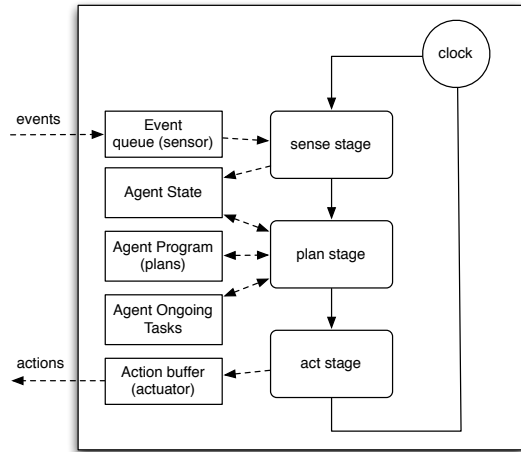 clock
events
Event
queue (sensor)
sense stage
Agent State
Agent Program
(plans)
plan stage
Agent Ongoing
Tasks
act stage
actions
Action buffer
(actuator)